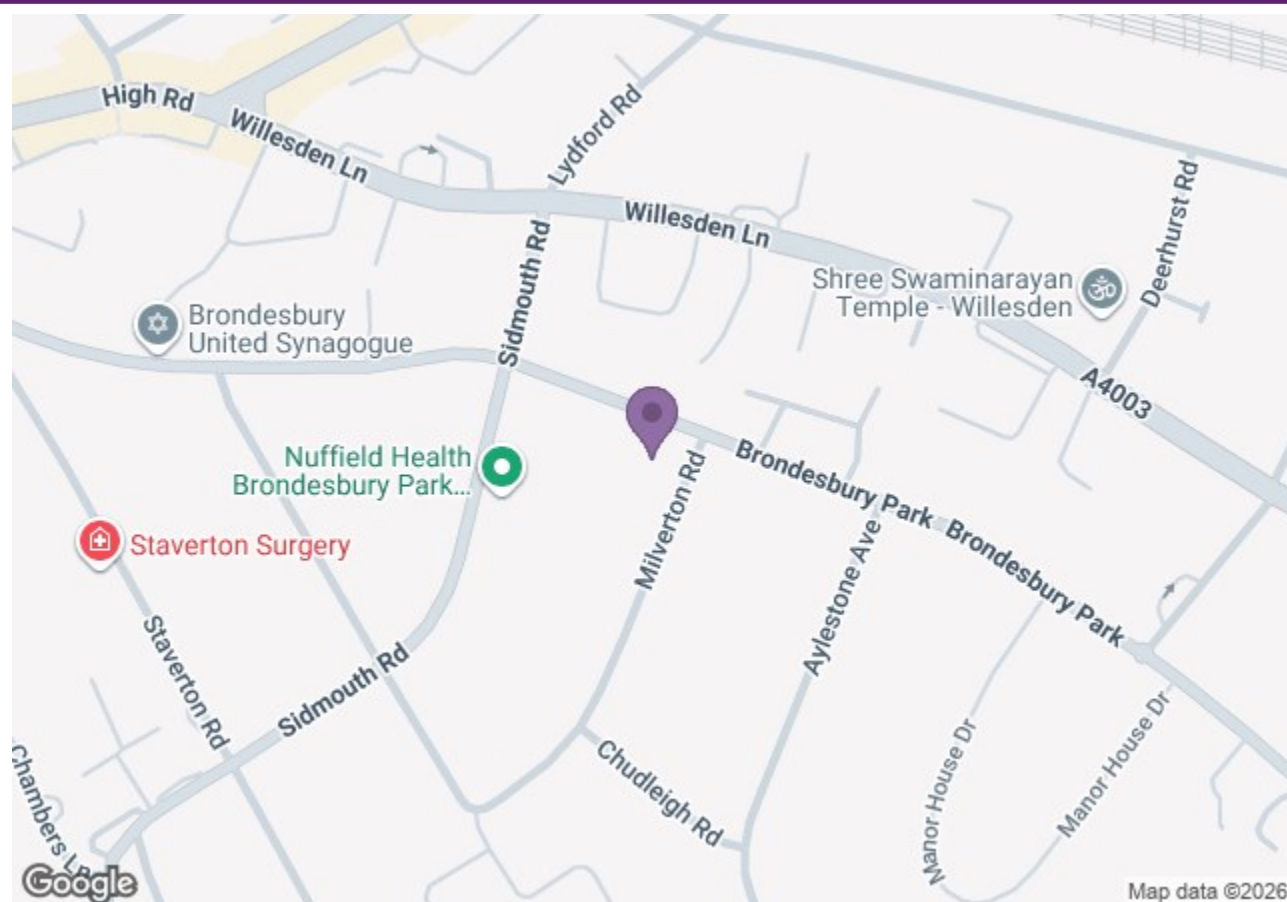 High Rd
Willesden Ln
Lydford Rd
Willesden Ln
Sidmouth Rd
Deerhurst Rd
Shree Swaminarayan
Temple - Willesden
Brondesbury
United Synagogue
A4003
Nuffield Health
Brondesbury Park...
Brondesbury Park
Brondesbury Park
Milverton Rd
Aylestone Ave
Staverton Surgery
Staverton Rd
Sidmouth Rd
Chudleigh Rd
Manor House Dr
Manor House Dr
Chambers Ln
Google
Map data ©2026